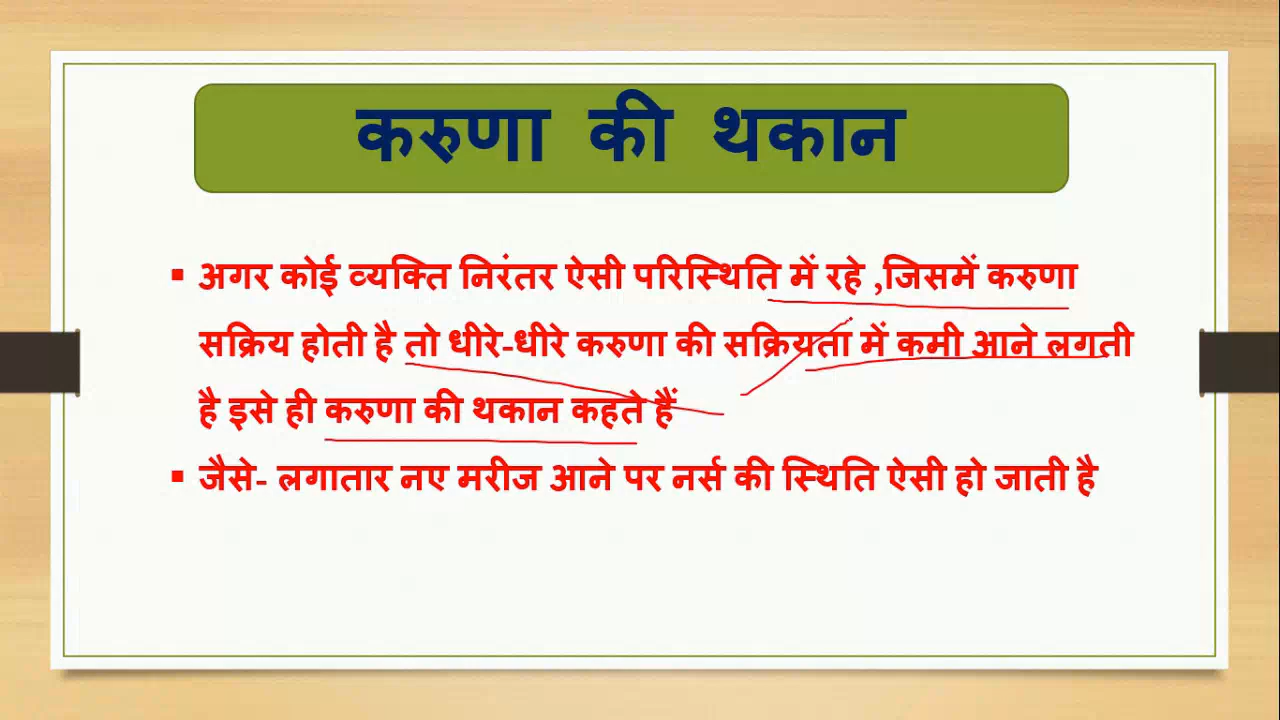 करुणा की थकान
▪ अगर कोई व्यक्ति निरंतर ऐसी परिस्थिति में रहे ,जिसमें करुणा
सक्रिय होती है तो धीरे-धीरे करुणा की सक्रियता में कमी आने लगती
है इसे ही करुणा की थकान कहते हैं
▪ जैसे- लगातार नए मरीज आने पर नर्स की स्थिति ऐसी हो जाती है